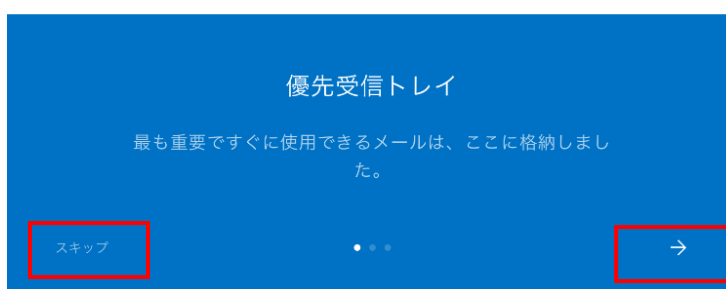 優先受信トレイ
最も重要ですぐに使用できるメールは、ここに格納しまし
た。
スキップ